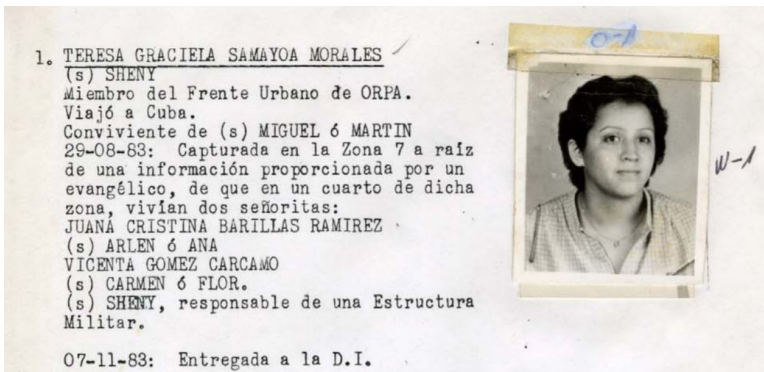 1. TERESA GRACIELA SAMAYOA MORALES
(s) SHENY
Miembro del Frente Urbano de ORPA.
Viajó a Cuba.
Conviviente de (s) MIGUEL ó MARTIN
29-08-83: Capturada en la Zona 7 a raíz
de una información proporcionada por un
evangélico, de que en un cuarto de dicha
zona, vivían dos señoritas:
JUANA CRISTINA BARILLAS RAMIREZ
(s) ARLEN ó ANA
VICENTA GOMEZ CARCAMO
(s) CARMEN ó FLOR.
(s) SHENY, responsable de una Estructura
Militar.
07-11-83: Entregada a la D.I.
O-1
W-1